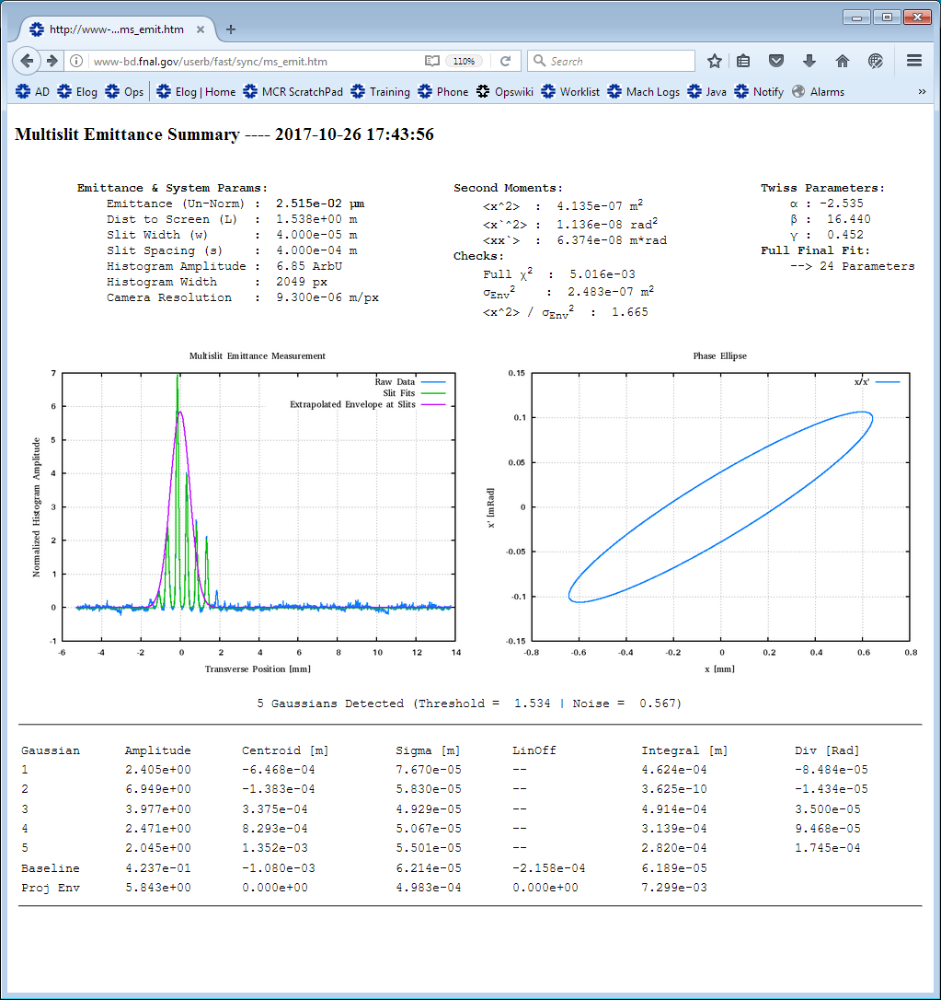 http://www-...ms_emit.htm
www-bd.fnal.gov/userb/fast/sync/ms_emit.htm 110% Search
AD Elog Ops Elog | Home MCR ScratchPad Training Phone Opswiki Worklist Mach Logs Java Notify Alarms »
Multislit Emittance Summary ---- 2017-10-26 17:43:56
Emittance & System Params:
Emittance (Un-Norm) : 2.515e-02 µm
Dist to Screen (L) : 1.538e+00 m
Slit Width (w) : 4.000e-05 m
Slit Spacing (s) : 4.000e-04 m
Histogram Amplitude : 6.85 ArbU
Histogram Width : 2049 px
Camera Resolution : 9.300e-06 m/px
Second Moments:
<x^2> : 4.135e-07 m²
<x`^2> : 1.136e-08 rad²
<xx`> : 6.374e-08 m*rad
Checks:
Full χ² : 5.016e-03
σEnv² : 2.483e-07 m²
<x^2> / σEnv² : 1.665
Twiss Parameters:
α : -2.535
β : 16.440
γ : 0.452
Full Final Fit:
--> 24 Parameters
Multislit Emittance Measurement
Raw Data
Slit Fits
Extrapolated Envelope at Slits
Normalized Histogram Amplitude
7
6
5
4
3
2
1
0
-1
-6 -4 -2 0 2 4 6 8 10 12 14
Transverse Position [mm]
Phase Ellipse
x/x'
x' [mRad]
0.15
0.1
0.05
0
-0.05
-0.1
-0.15
-0.8 -0.6 -0.4 -0.2 0 0.2 0.4 0.6 0.8
x [mm]
5 Gaussians Detected (Threshold = 1.534 | Noise = 0.567)
Gaussian Amplitude Centroid [m] Sigma [m] LinOff Integral [m] Div [Rad]
1 2.405e+00 -6.468e-04 7.670e-05 -- 4.624e-04 -8.484e-05
2 6.949e+00 -1.383e-04 5.830e-05 -- 3.625e-10 -1.434e-05
3 3.977e+00 3.375e-04 4.929e-05 -- 4.914e-04 3.500e-05
4 2.471e+00 8.293e-04 5.067e-05 -- 3.139e-04 9.468e-05
5 2.045e+00 1.352e-03 5.501e-05 -- 2.820e-04 1.745e-04
Baseline 4.237e-01 -1.080e-03 6.214e-05 -2.158e-04 6.189e-05
Proj Env 5.843e+00 0.000e+00 4.983e-04 0.000e+00 7.299e-03